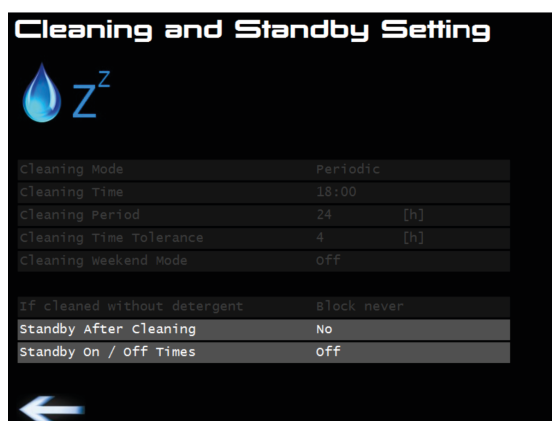 Cleaning and Standby Setting
Zz
Cleaning Mode Periodic
Cleaning Time 18:00
Cleaning Period 24 [h]
Cleaning Time Tolerance 4 [h]
Cleaning Weekend Mode Off
If cleaned without detergent Block never
Standby After Cleaning No
Standby On / Off Times Off